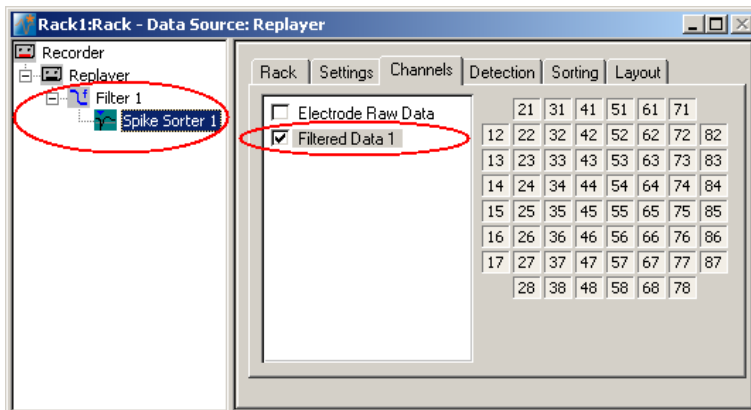 Rack1:Rack - Data Source: Replayer
Recorder
Replayer
Filter 1
Spike Sorter 1
Rack Settings Channels Detection Sorting Layout
Electrode Raw Data
Filtered Data 1
21 31 41 51 61 71
12 22 32 42 52 62 72 82
13 23 33 43 53 63 73 83
14 24 34 44 54 64 74 84
15 25 35 45 55 65 75 85
16 26 36 46 56 66 76 86
17 27 37 47 57 67 77 87
28 38 48 58 68 78